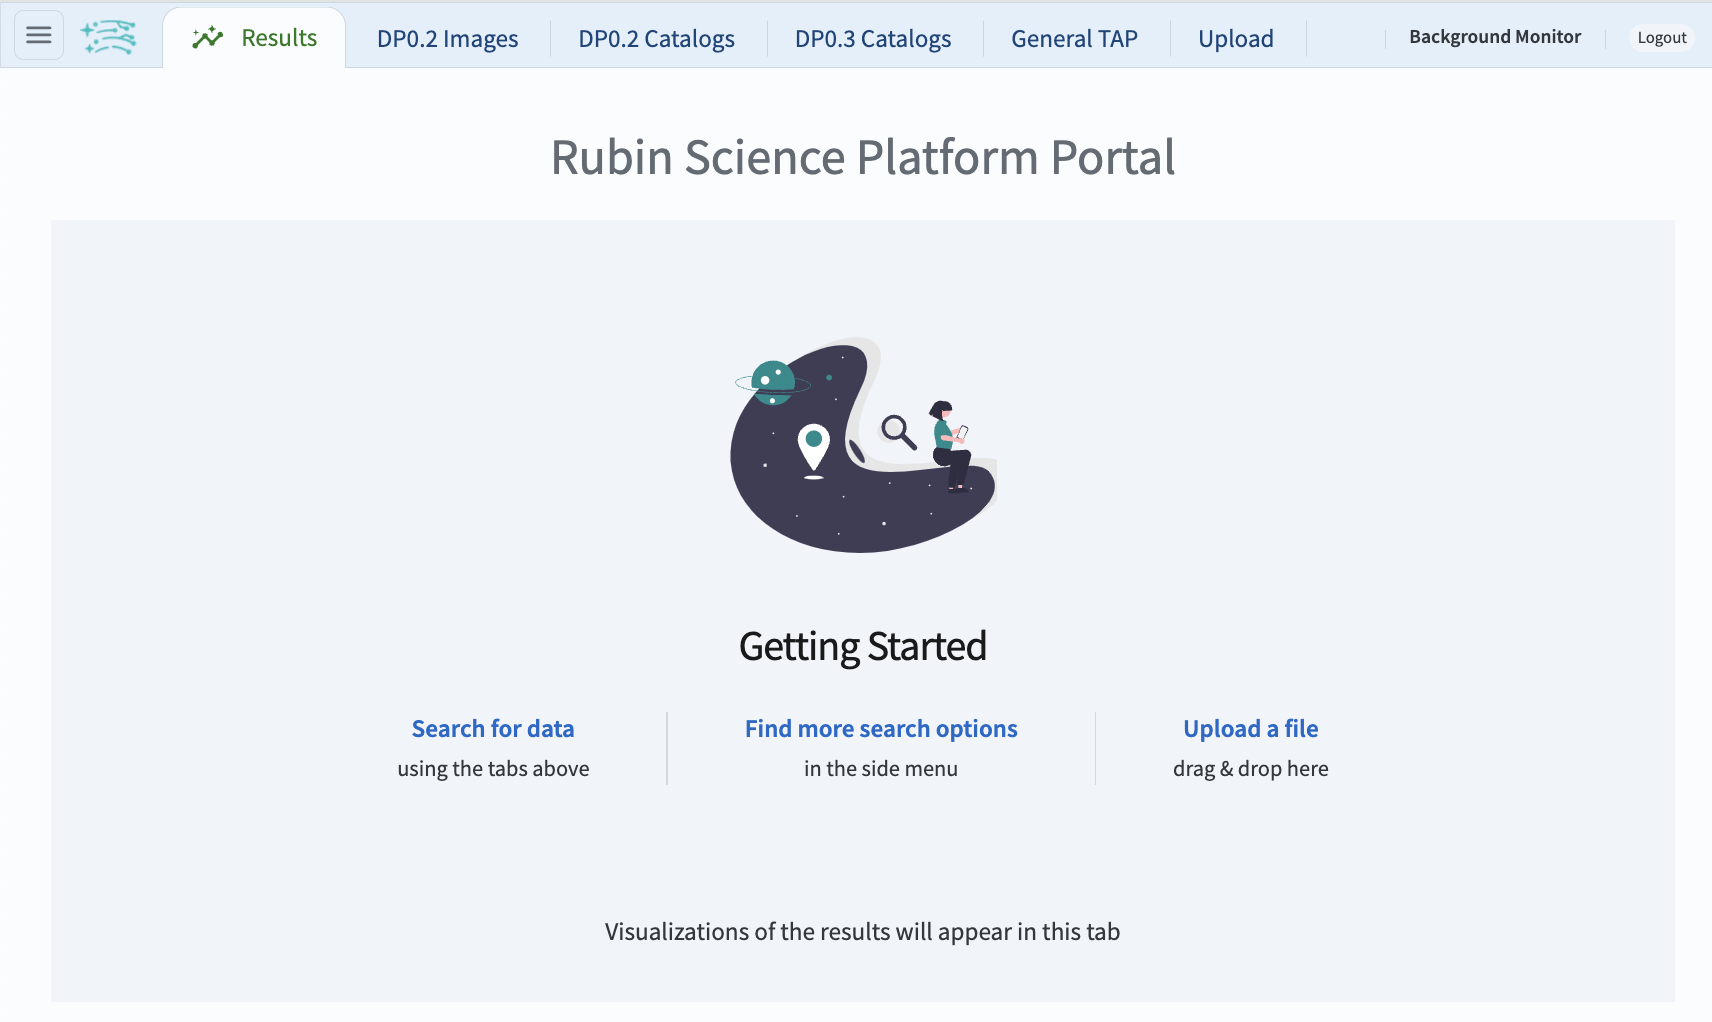 Results
DP0.2 Images
DP0.2 Catalogs
DP0.3 Catalogs
General TAP
Upload
Background Monitor
Logout
Rubin Science Platform Portal
Getting Started
Search for data
using the tabs above
Find more search options
in the side menu
Upload a file
drag & drop here
Visualizations of the results will appear in this tab